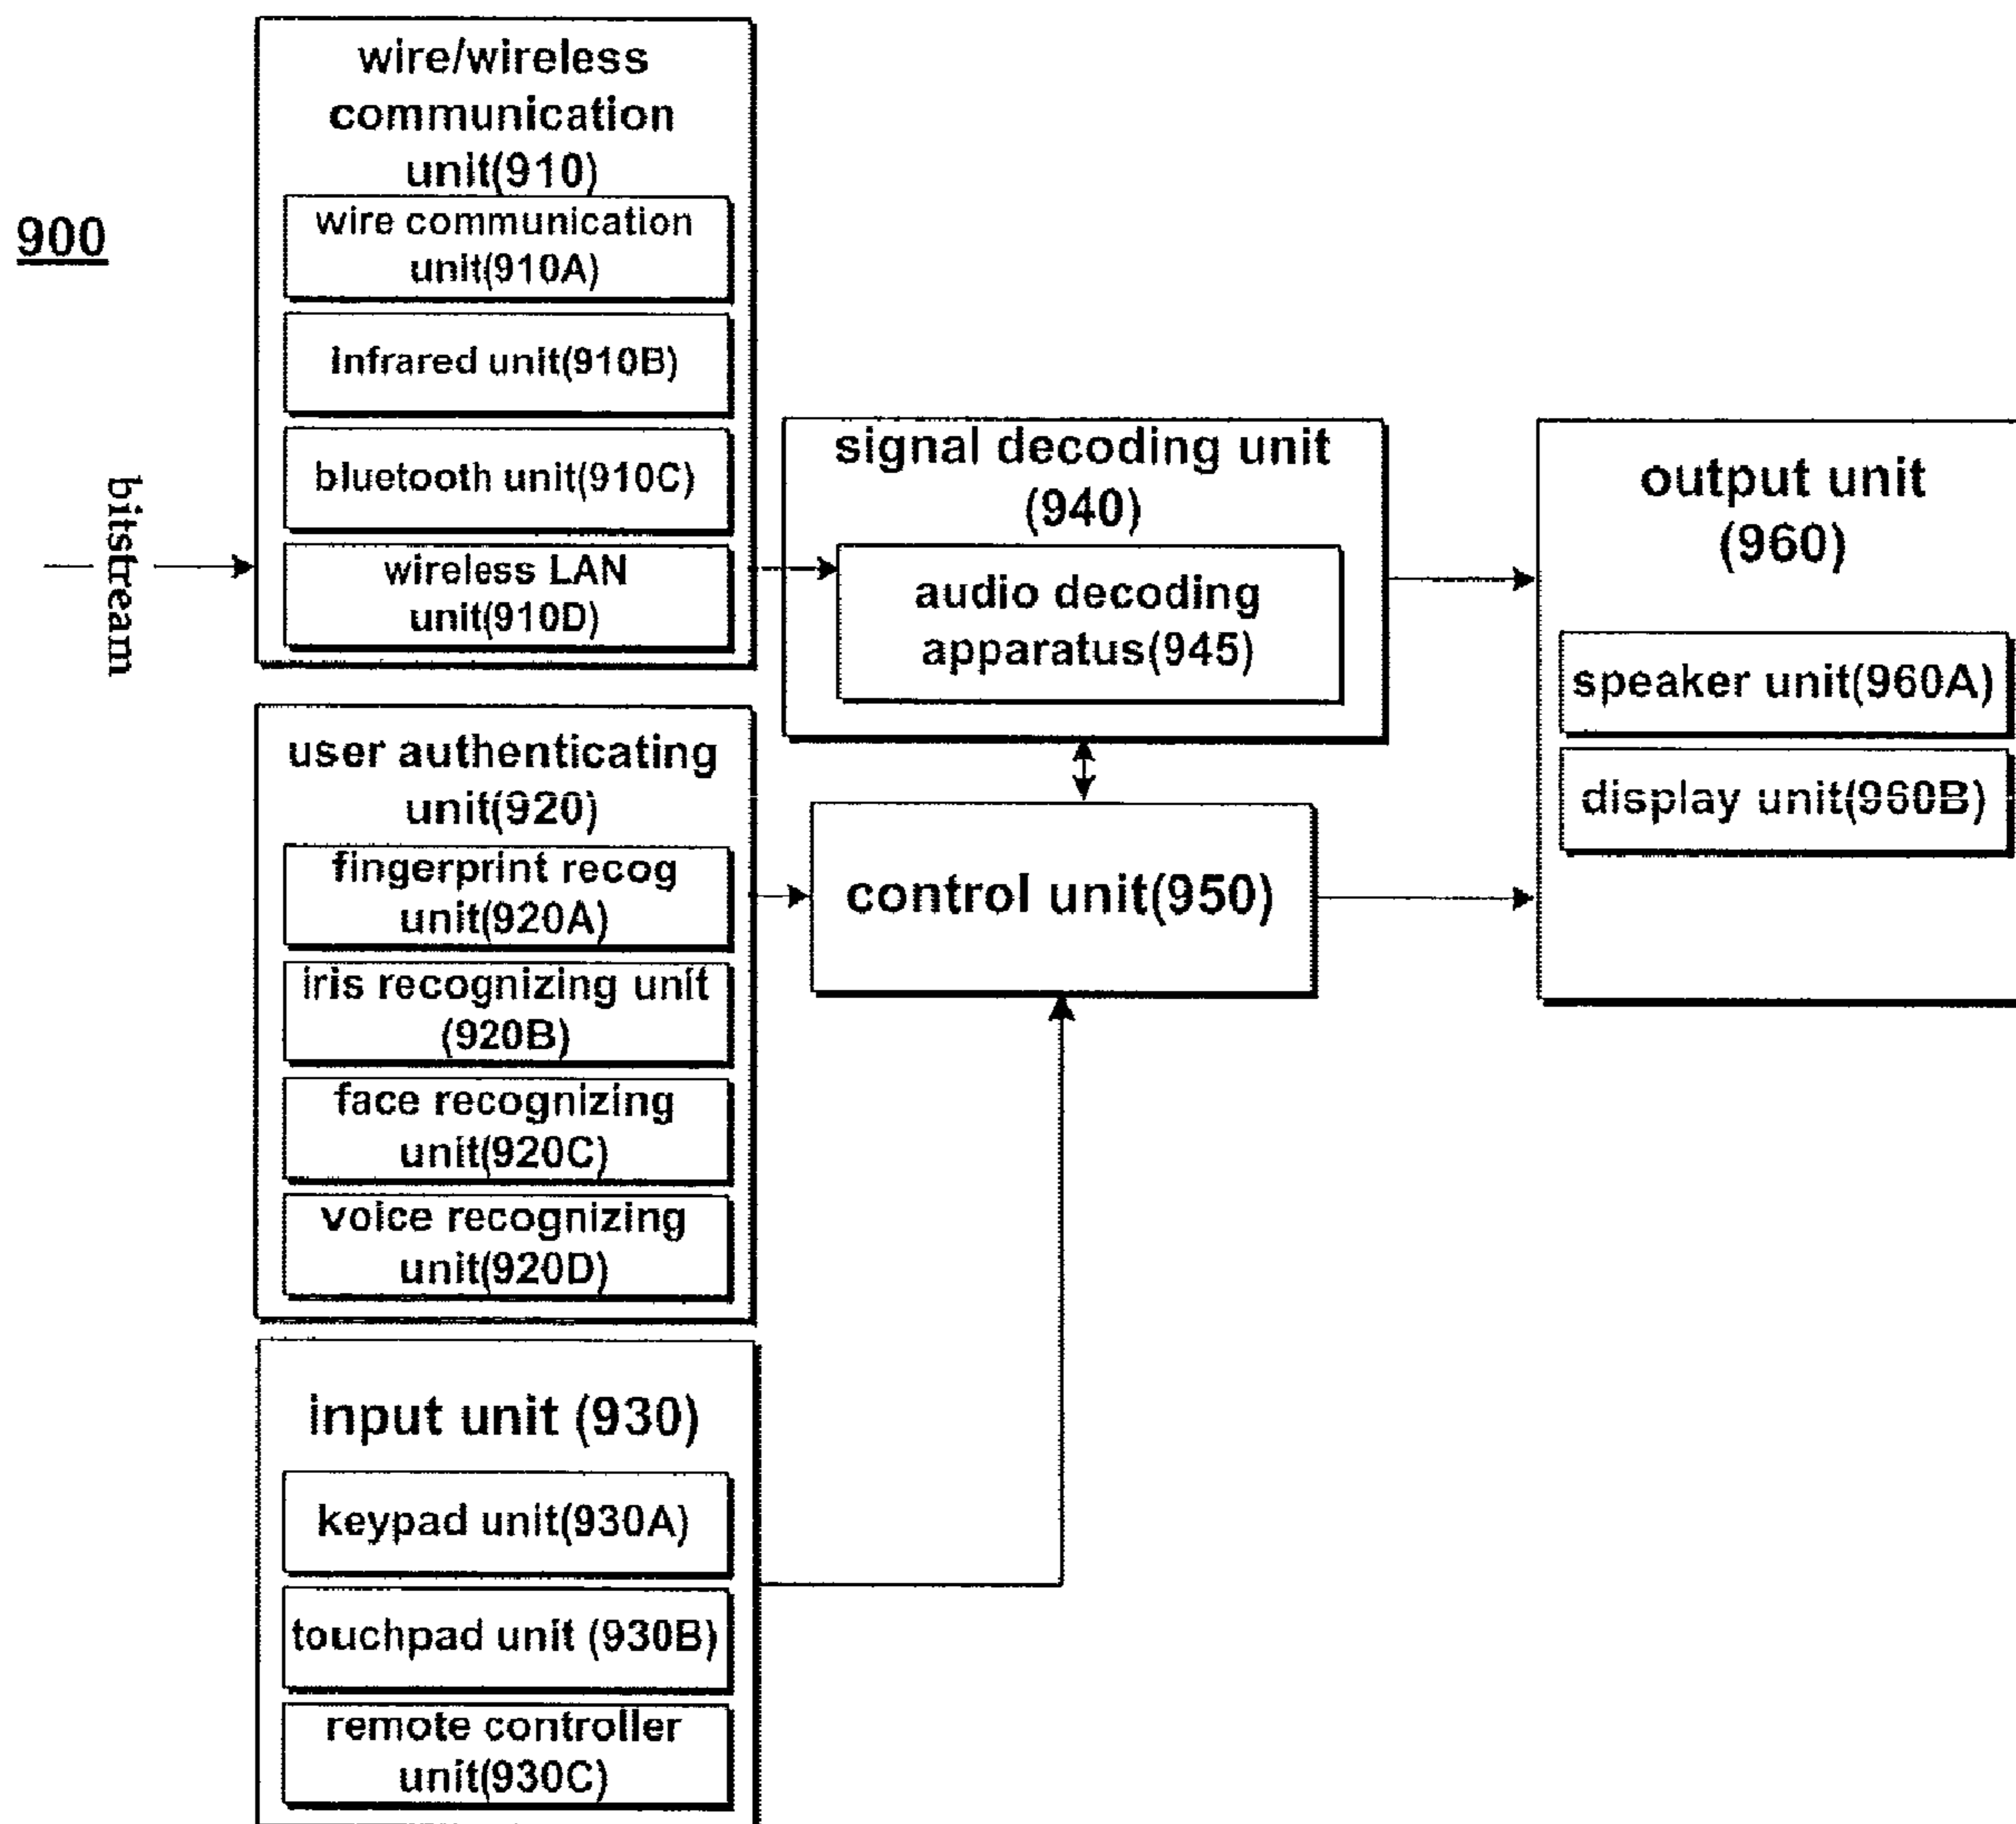 900
bitstream
wire/wireless
communication
unit(910)
wire communication
unit(910A)
infrared unit(910B)
bluetooth unit(910C)
wireless LAN
unit(910D)
user authenticating
unit(920)
fingerprint recog
unit(920A)
iris recognizing unit
(920B)
face recognizing
unit(920C)
voice recognizing
unit(920D)
input unit (930)
keypad unit(930A)
touchpad unit (930B)
remote controller
unit(930C)
signal decoding unit
(940)
audio decoding
apparatus(945)
control unit(950)
output unit
(960)
speaker unit(960A)
display unit(960B)